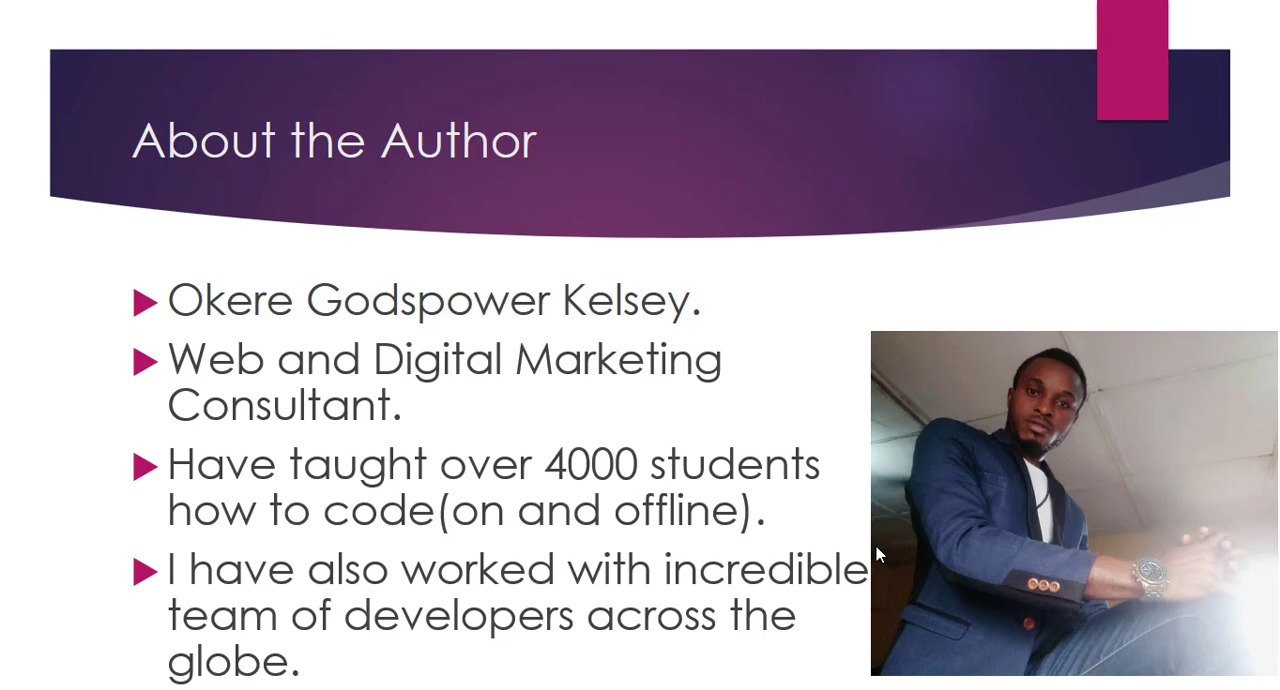 About the Author
Okere Godspower Kelsey.
Web and Digital Marketing
Consultant.
Have taught over 4000 students
how to code(on and offline).
I have also worked with incredible
team of developers across the
globe.